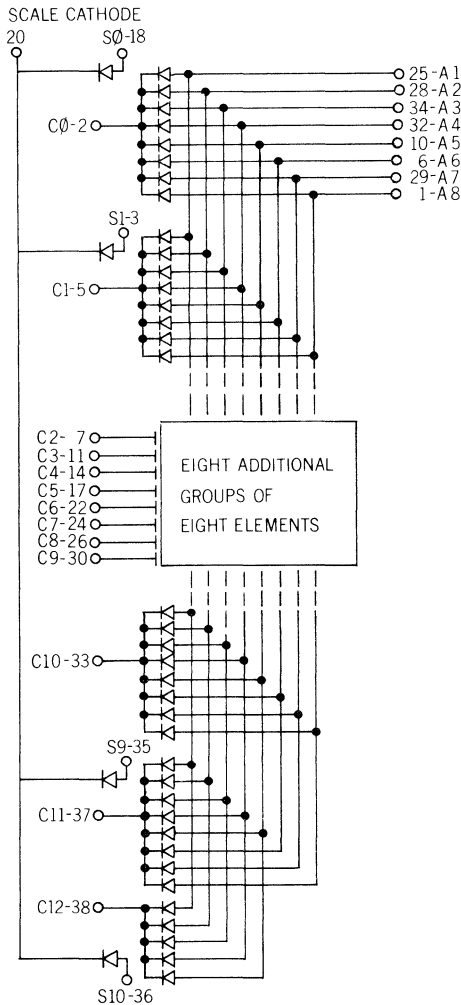 SCALE CATHODE
20
SØ-18
CØ-2
25-A1
28-A2
34-A3
32-A4
10-A5
6-A6
29-A7
1-A8
S1-3
C1-5
C2- 7
C3-11
C4-14
C5-17
C6-22
C7-24
C8-26
C9-30
EIGHT ADDITIONAL
GROUPS OF
EIGHT ELEMENTS
C10-33
S9-35
C11-37
C12-38
S10-36